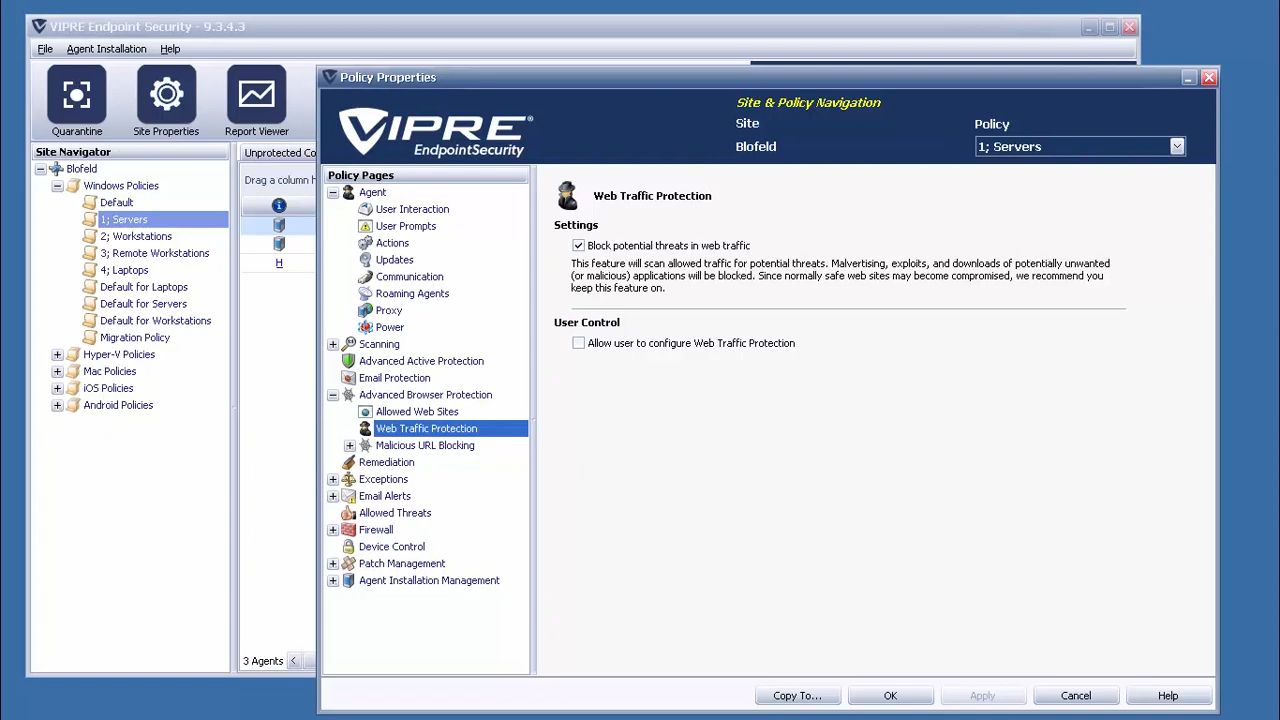 VIPRE Endpoint Security - 9.3.4.3
File Agent Installation Help
Quarantine Site Properties Report Viewer
Site Navigator
Blofeld
Windows Policies
Default
1; Servers
2; Workstations
3; Remote Workstations
4; Laptops
Default for Laptops
Default for Servers
Default for Workstations
Migration Policy
Hyper-V Policies
Mac Policies
iOS Policies
Android Policies
Unprotected Co
Drag a column h
H
3 Agents
Policy Properties
VIPRE®
EndpointSecurity
Site & Policy Navigation
Site
Blofeld
Policy
1; Servers
Policy Pages
Agent
User Interaction
User Prompts
Actions
Updates
Communication
Roaming Agents
Proxy
Power
Scanning
Advanced Active Protection
Email Protection
Advanced Browser Protection
Allowed Web Sites
Web Traffic Protection
Malicious URL Blocking
Remediation
Exceptions
Email Alerts
Allowed Threats
Firewall
Device Control
Patch Management
Agent Installation Management
Web Traffic Protection
Settings
Block potential threats in web traffic
This feature will scan allowed traffic for potential threats. Malvertising, exploits, and downloads of potentially unwanted
(or malicious) applications will be blocked. Since normally safe web sites may become compromised, we recommend you
keep this feature on.
User Control
Allow user to configure Web Traffic Protection
Copy To... OK Apply Cancel Help